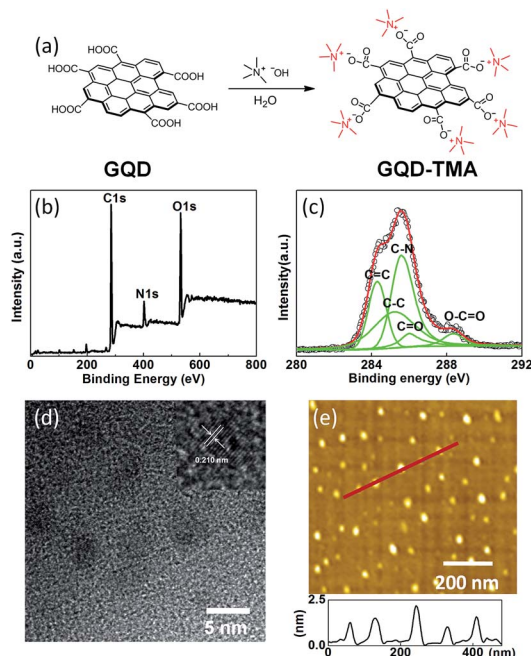 (a)
HOOC
COOH
HOOC
COOH
HOOC
COOH
N⁺ ⁻OH
H₂O
GQD
GQD-TMA
(b)
C1s
O1s
N1s
Intensity (a.u.)
0 200 400 600 800
Binding Energy (eV)
(c)
C-N
C=C
C-C
C=O
O-C=O
Intensity (a.u.)
280 284 288 292
Binding energy (eV)
(d)
0.210 nm
5 nm
(e)
200 nm
2.5
(nm)
0.0
0 200 400 (nm)